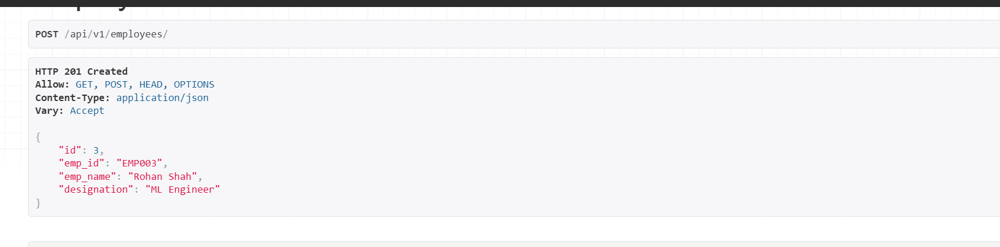 POST /api/v1/employees/
HTTP 201 Created
Allow: GET, POST, HEAD, OPTIONS
Content-Type: application/json
Vary: Accept
{
    "id": 3,
    "emp_id": "EMP003",
    "emp_name": "Rohan Shah",
    "designation": "ML Engineer"
}